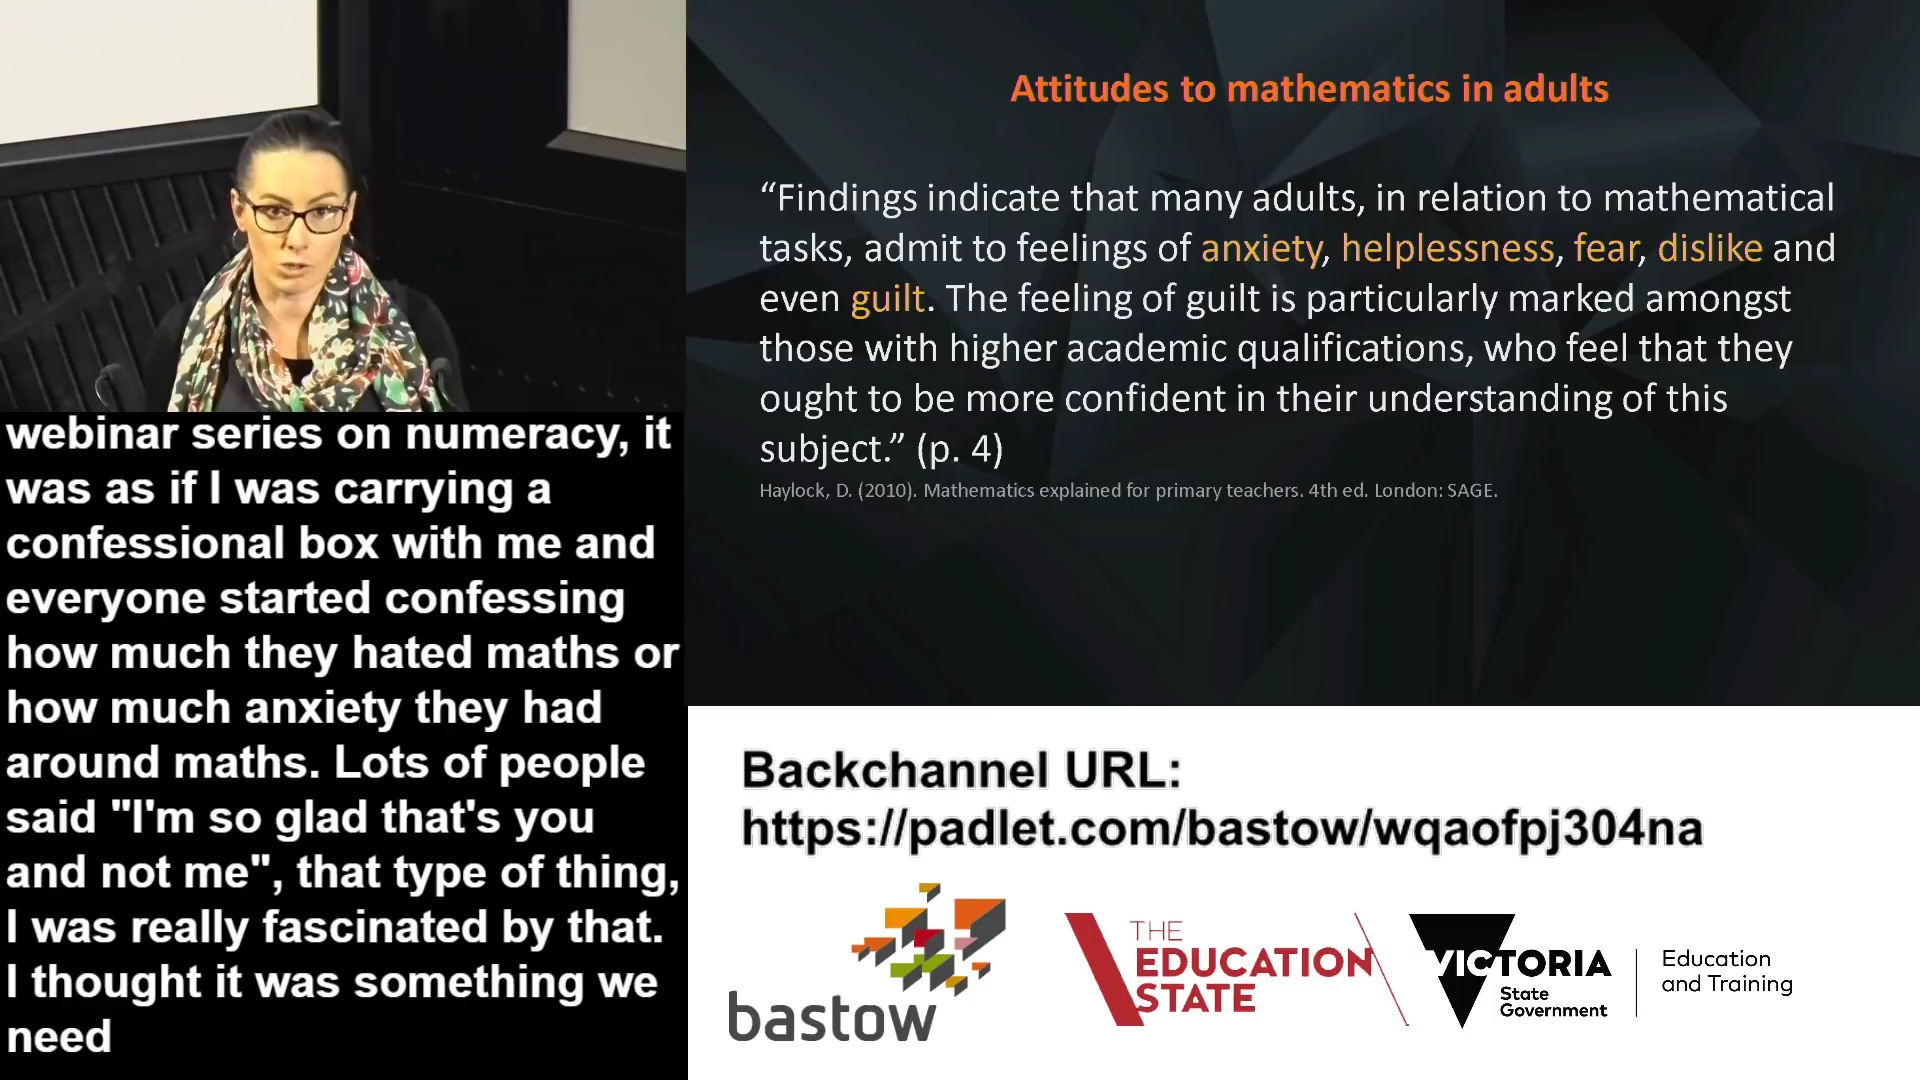 Attitudes to mathematics in adults
“Findings indicate that many adults, in relation to mathematical
tasks, admit to feelings of anxiety, helplessness, fear, dislike and
even guilt. The feeling of guilt is particularly marked amongst
those with higher academic qualifications, who feel that they
ought to be more confident in their understanding of this
subject.” (p. 4)
Haylock, D. (2010). Mathematics explained for primary teachers. 4th ed. London: SAGE.
webinar series on numeracy, it
was as if I was carrying a
confessional box with me and
everyone started confessing
how much they hated maths or
how much anxiety they had
around maths. Lots of people
said "I'm so glad that's you
and not me", that type of thing,
I was really fascinated by that.
I thought it was something we
need
Backchannel URL:
https://padlet.com/bastow/wqaofpj304na
bastow
THE
EDUCATION
STATE
VICTORIA
State
Government
Education
and Training